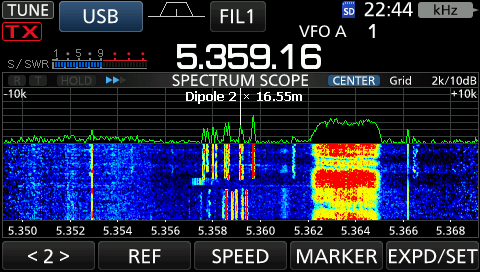 TUNE USB FIL1 SD 22:44 kHz
TX VFO A 1
1 5 9
S/SWR 5.359.16
R T HOLD SPECTRUM SCOPE CENTER Grid 2k/10dB
-10k Dipole 2 × 16.55m +10k
5.350 5.352 5.354 5.356 5.358 5.360 5.362 5.364 5.366 5.368
< 2 > REF SPEED MARKER EXPD/SET